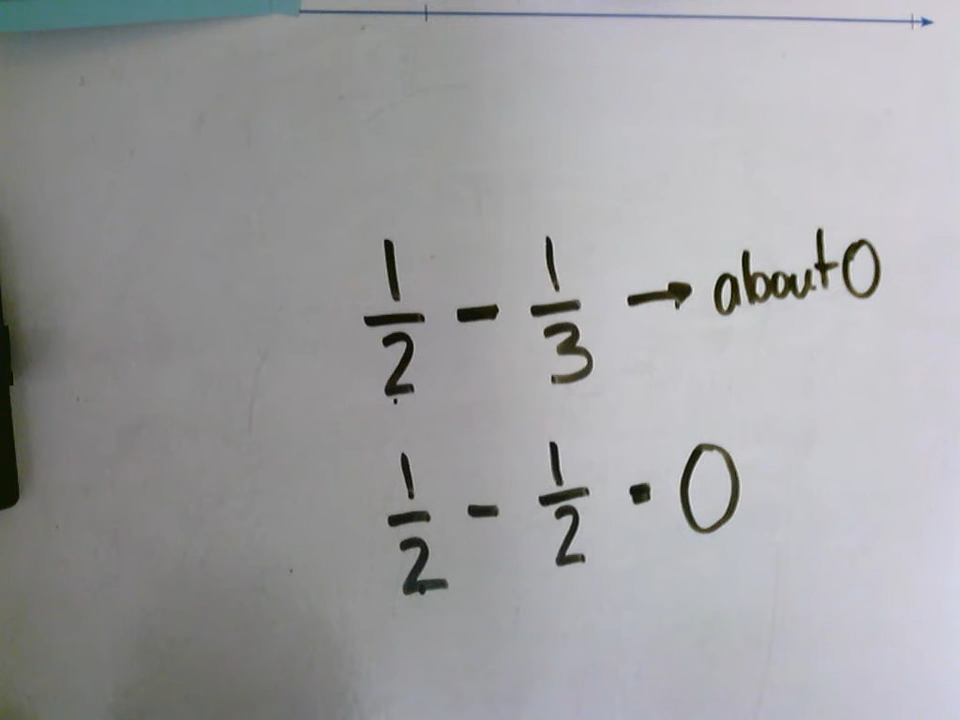 1/2 - 1/3 → about 0
1/2 - 1/2 = 0